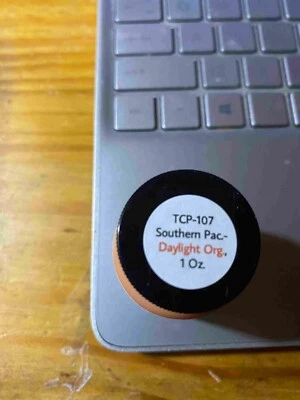 TCP-107
Southern Pac.-
Daylight Org.,
1 Oz.